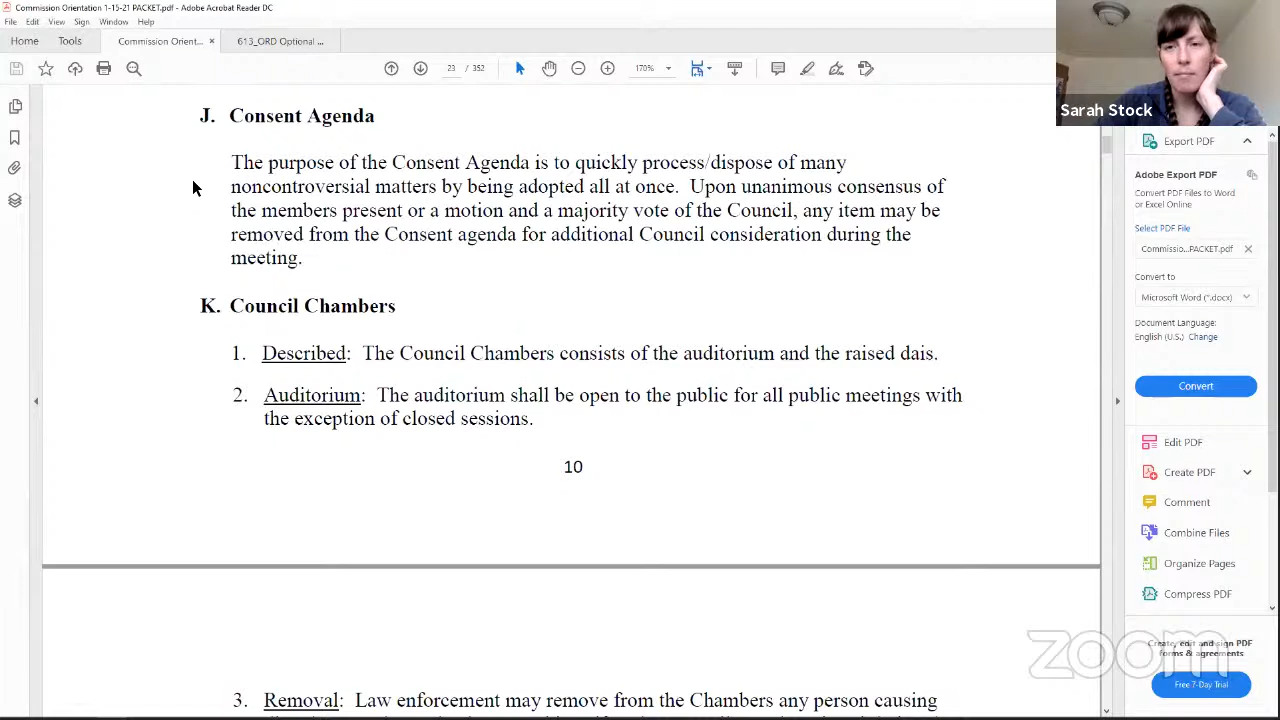 Commission Orientation 1-15-21 PACKET.pdf - Adobe Acrobat Reader DC
File Edit View Sign Window Help
Home Tools Commission Orient... × 613_ORD Optional ...
23 / 352 170%
Sarah Stock
J. Consent Agenda
The purpose of the Consent Agenda is to quickly process/dispose of many
noncontroversial matters by being adopted all at once. Upon unanimous consensus of
the members present or a motion and a majority vote of the Council, any item may be
removed from the Consent agenda for additional Council consideration during the
meeting.
K. Council Chambers
1. Described: The Council Chambers consists of the auditorium and the raised dais.
2. Auditorium: The auditorium shall be open to the public for all public meetings with
the exception of closed sessions.
10
3. Removal: Law enforcement may remove from the Chambers any person causing
Export PDF
Adobe Export PDF
Convert PDF Files to Word
or Excel Online
Select PDF File
Commissio...PACKET.pdf ×
Convert to
Microsoft Word (*.docx)
Document Language:
English (U.S.) Change
Convert
Edit PDF
Create PDF
Comment
Combine Files
Organize Pages
Compress PDF
Create, edit and sign PDF
forms & agreements
Free 7-Day Trial
zoom